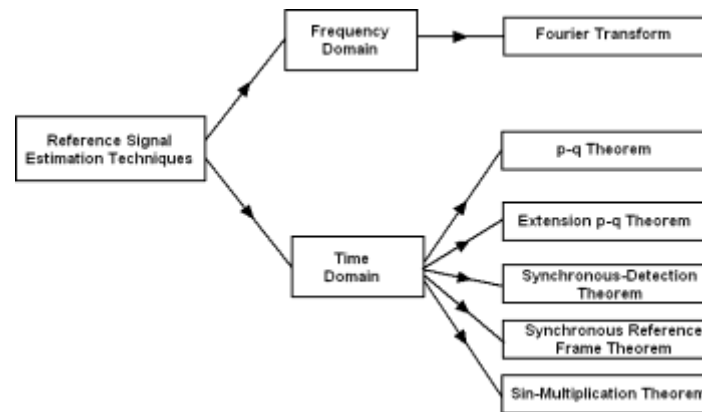 Frequency
Domain
Fourier Transform
Reference Signal
Estimation Techniques
p-q Theorem
Extension p-q Theorem
Time
Domain
Synchronous-Detection
Theorem
Synchronous Reference
Frame Theorem
Sin-Multiplication Theorem